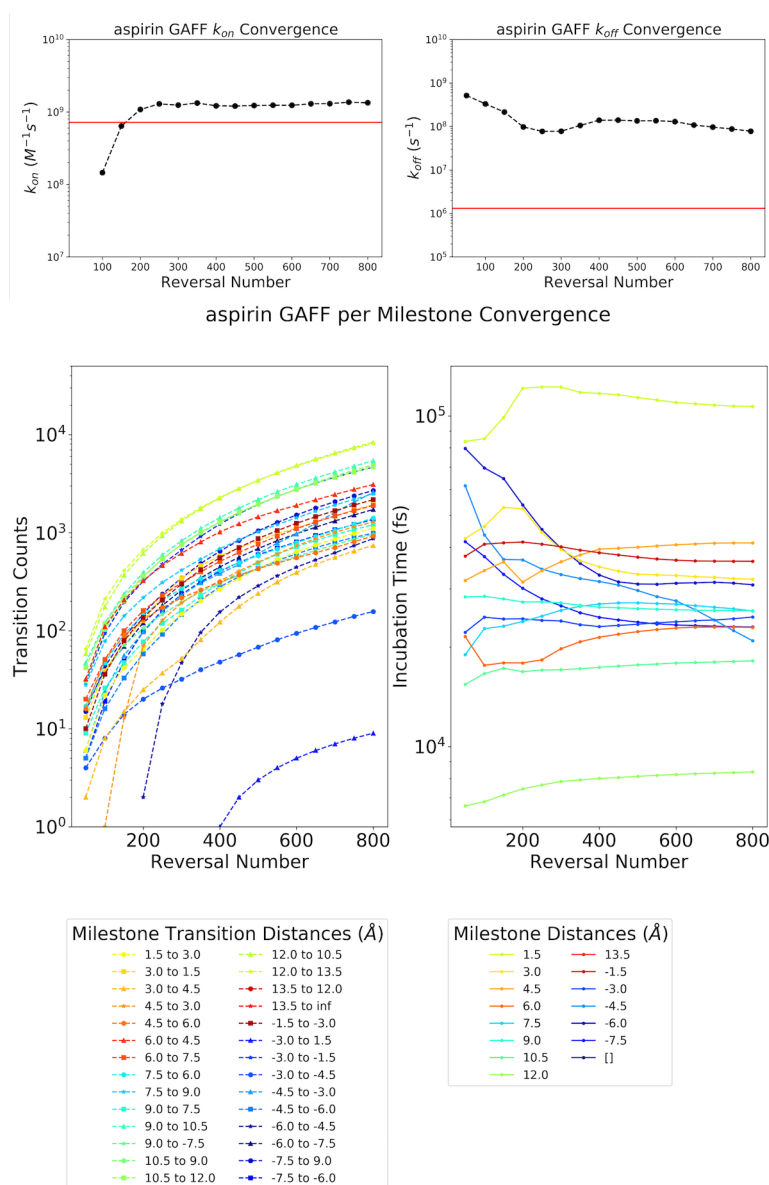 aspirin GAFF k_on Convergence
10^10
10^9
10^8
10^7
k_on (M^−1 s^−1)
100 200 300 400 500 600 700 800
Reversal Number
aspirin GAFF k_off Convergence
10^10
10^9
10^8
10^7
10^6
10^5
k_off (s^−1)
100 200 300 400 500 600 700 800
Reversal Number
aspirin GAFF per Milestone Convergence
10^4
10^3
10^2
10^1
10^0
Transition Counts
200 400 600 800
Reversal Number
10^5
10^4
Incubation Time (fs)
200 400 600 800
Reversal Number
Milestone Transition Distances (Å)
1.5 to 3.0
3.0 to 1.5
3.0 to 4.5
4.5 to 3.0
4.5 to 6.0
6.0 to 4.5
6.0 to 7.5
7.5 to 6.0
7.5 to 9.0
9.0 to 7.5
9.0 to 10.5
9.0 to -7.5
10.5 to 9.0
10.5 to 12.0
12.0 to 10.5
12.0 to 13.5
13.5 to 12.0
13.5 to inf
-1.5 to -3.0
-3.0 to 1.5
-3.0 to -1.5
-3.0 to -4.5
-4.5 to -3.0
-4.5 to -6.0
-6.0 to -4.5
-6.0 to -7.5
-7.5 to 9.0
-7.5 to -6.0
Milestone Distances (Å)
1.5
3.0
4.5
6.0
7.5
9.0
10.5
12.0
13.5
-1.5
-3.0
-4.5
-6.0
-7.5
[]